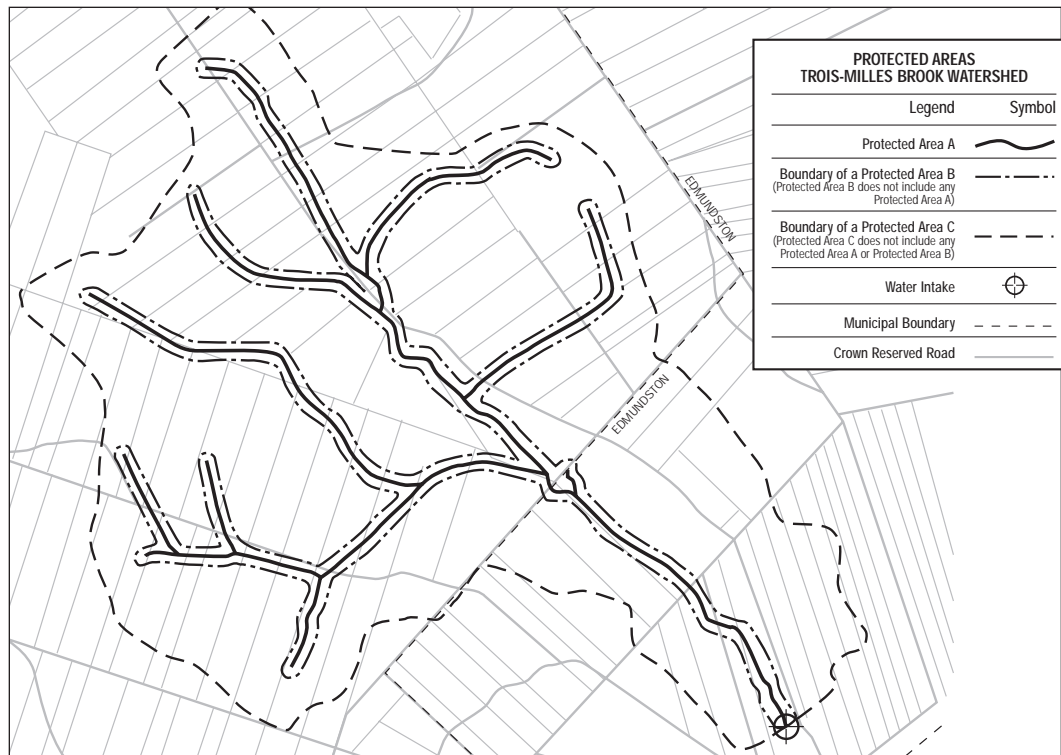 PROTECTED AREAS
TROIS-MILLES BROOK WATERSHED
Legend Symbol
Protected Area A
Boundary of a Protected Area B
(Protected Area B does not include any
Protected Area A)
Boundary of a Protected Area C
(Protected Area C does not include any
Protected Area A or Protected Area B)
Water Intake
Municipal Boundary
Crown Reserved Road
EDMUNDSTON
EDMUNDSTON